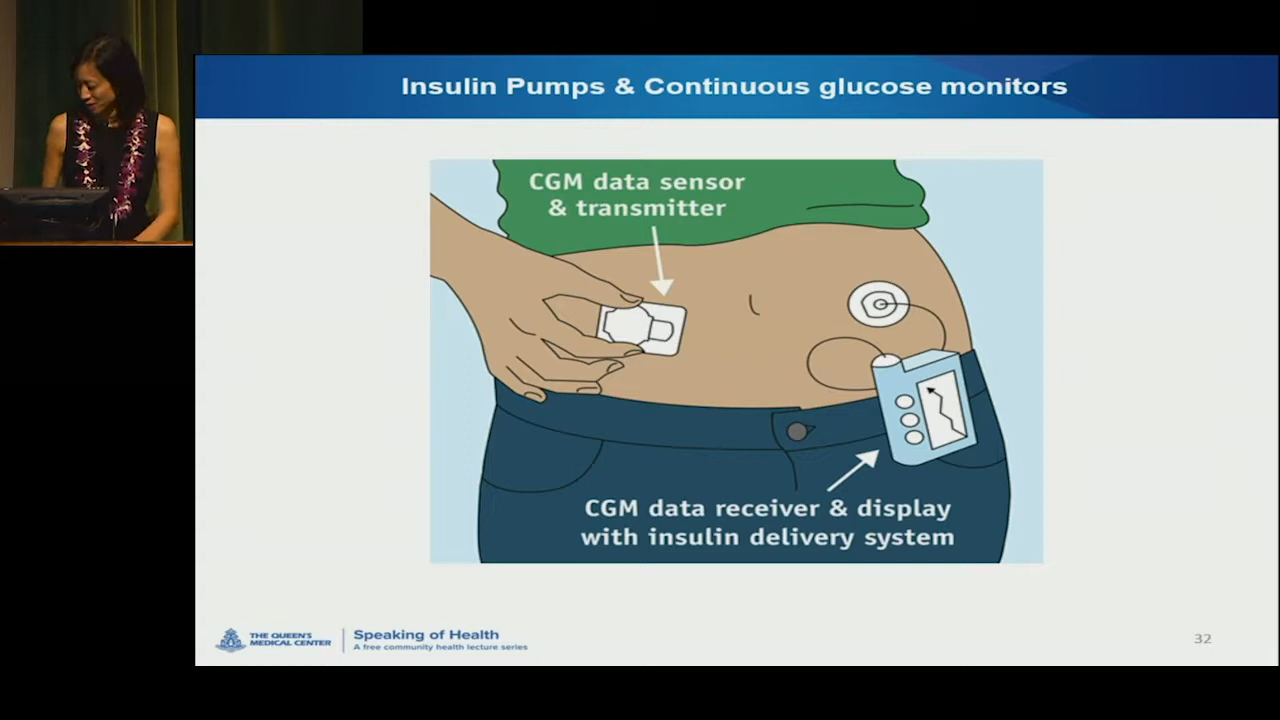 Insulin Pumps & Continuous glucose monitors
CGM data sensor
& transmitter
CGM data receiver & display
with insulin delivery system
THE QUEEN'S
MEDICAL CENTER
Speaking of Health
A free community health lecture series
32